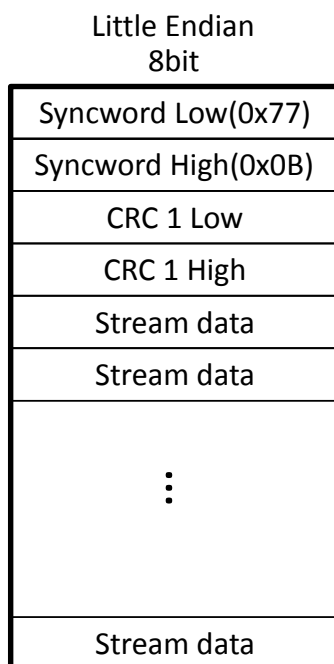 Little Endian
8bit
Syncword Low(0x77)
Syncword High(0x0B)
CRC 1 Low
CRC 1 High
Stream data
Stream data
⋮
Stream data